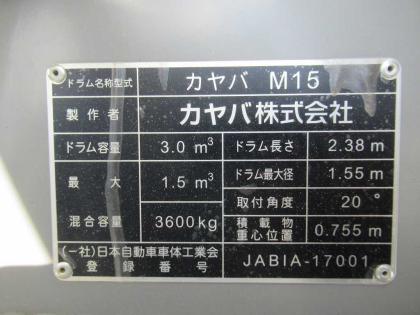 ドラム名称型式 カヤバ M15
製作者 カヤバ株式会社
ドラム容量 3.0 m³ ドラム長さ 2.38 m
最大 1.5 m³ ドラム最大径 1.55 m
取付角度 20°
混合容量 3600kg 積載物重心位置 0.755 m
(一社)日本自動車車体工業会
登録番号 JABIA-17001